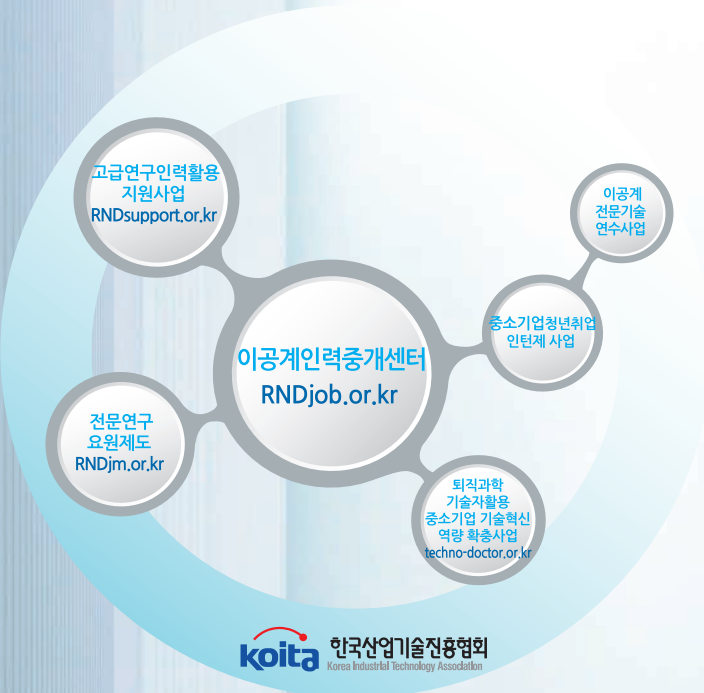 고급연구인력활용
지원사업
RNDsupport.or.kr
이공계
전문기술
연수사업
중소기업청년취업
인턴제 사업
이공계인력중개센터
RNDjob.or.kr
전문연구
요원제도
RNDjm.or.kr
퇴직과학
기술자활용
중소기업 기술혁신
역량 확충사업
techno-doctor.or.kr
koita 한국산업기술진흥협회
Korea Industrial Technology Association